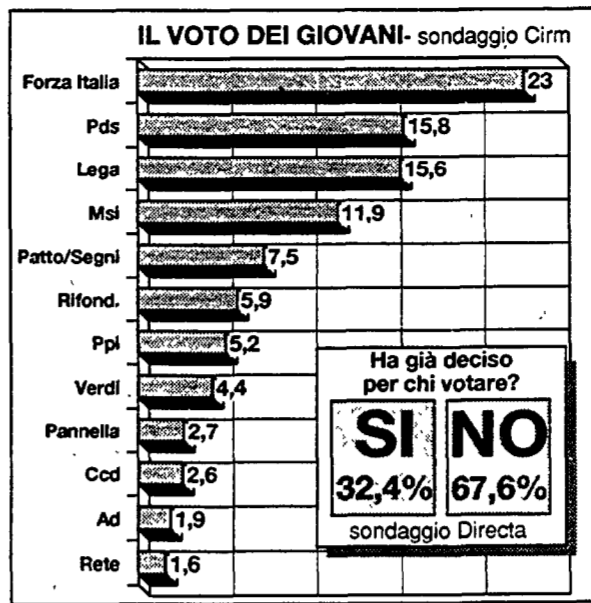 IL VOTO DEI GIOVANI- sondaggio Cirm
Forza Italia 23
Pds 15,8
Lega 15,6
Msi 11,9
Patto/Segni 7,5
Rifond. 5,9
Ppi 5,2
Verdi 4,4
Pannella 2,7
Ccd 2,6
Ad 1,9
Rete 1,6
Ha già deciso
per chi votare?
SI NO
32,4% 67,6%
sondaggio Directa